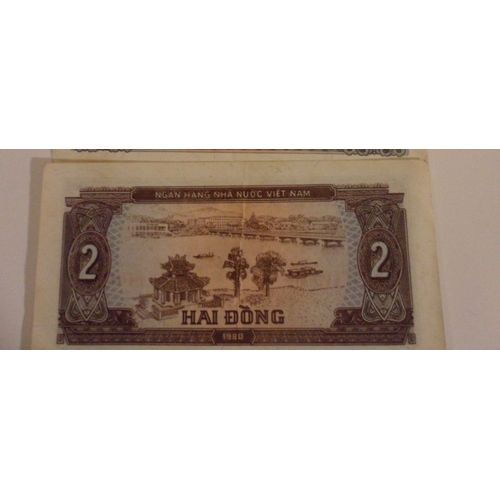 NGÂN HÀNG NHÀ NƯỚC VIỆT NAM
2
2
HAI ĐỒNG
1980